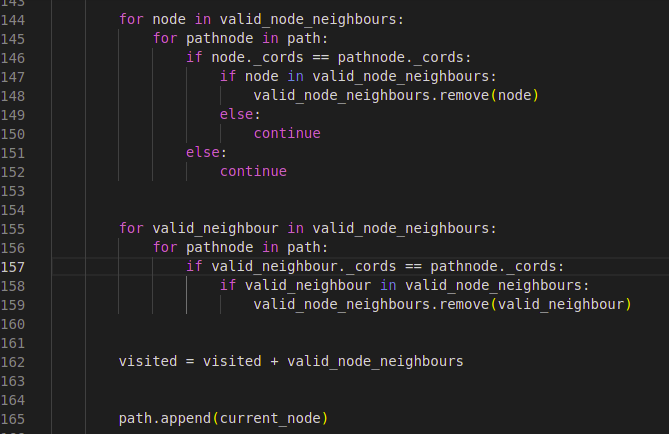 143
144 for node in valid_node_neighbours:
145 for pathnode in path:
146 if node._cords == pathnode._cords:
147 if node in valid_node_neighbours:
148 valid_node_neighbours.remove(node)
149 else:
150 continue
151 else:
152 continue
153
154
155 for valid_neighbour in valid_node_neighbours:
156 for pathnode in path:
157 if valid_neighbour._cords == pathnode._cords:
158 if valid_neighbour in valid_node_neighbours:
159 valid_node_neighbours.remove(valid_neighbour)
160
161
162 visited = visited + valid_node_neighbours
163
164
165 path.append(current_node)